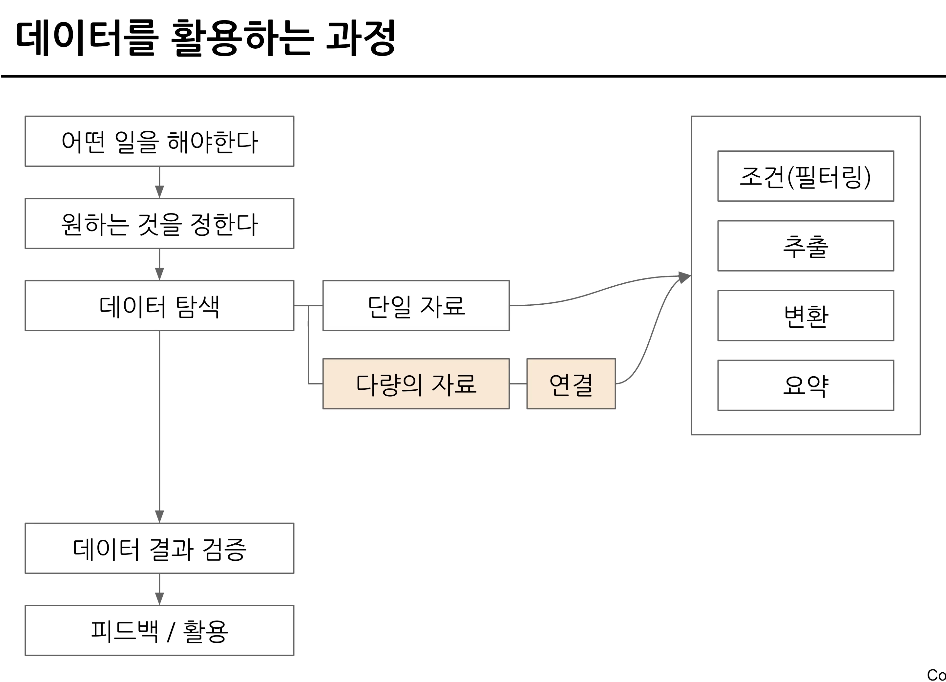 데이터를 활용하는 과정
어떤 일을 해야한다
원하는 것을 정한다
데이터 탐색
단일 자료
다량의 자료
연결
조건(필터링)
추출
변환
요약
데이터 결과 검증
피드백 / 활용
Co